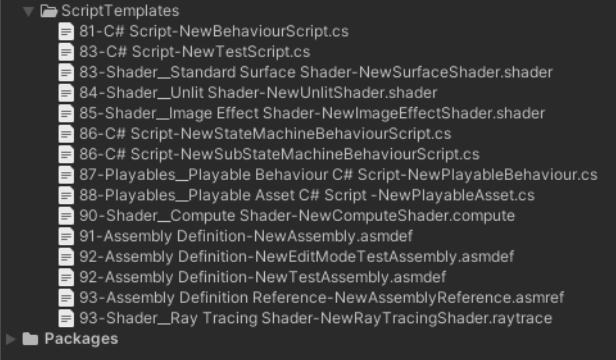 ScriptTemplates
81-C# Script-NewBehaviourScript.cs
83-C# Script-NewTestScript.cs
83-Shader__Standard Surface Shader-NewSurfaceShader.shader
84-Shader__Unlit Shader-NewUnlitShader.shader
85-Shader__Image Effect Shader-NewImageEffectShader.shader
86-C# Script-NewStateMachineBehaviourScript.cs
86-C# Script-NewSubStateMachineBehaviourScript.cs
87-Playables__Playable Behaviour C# Script-NewPlayableBehaviour.cs
88-Playables__Playable Asset C# Script -NewPlayableAsset.cs
90-Shader__Compute Shader-NewComputeShader.compute
91-Assembly Definition-NewAssembly.asmdef
92-Assembly Definition-NewEditModeTestAssembly.asmdef
92-Assembly Definition-NewTestAssembly.asmdef
93-Assembly Definition Reference-NewAssemblyReference.asmref
93-Shader__Ray Tracing Shader-NewRayTracingShader.raytrace
Packages